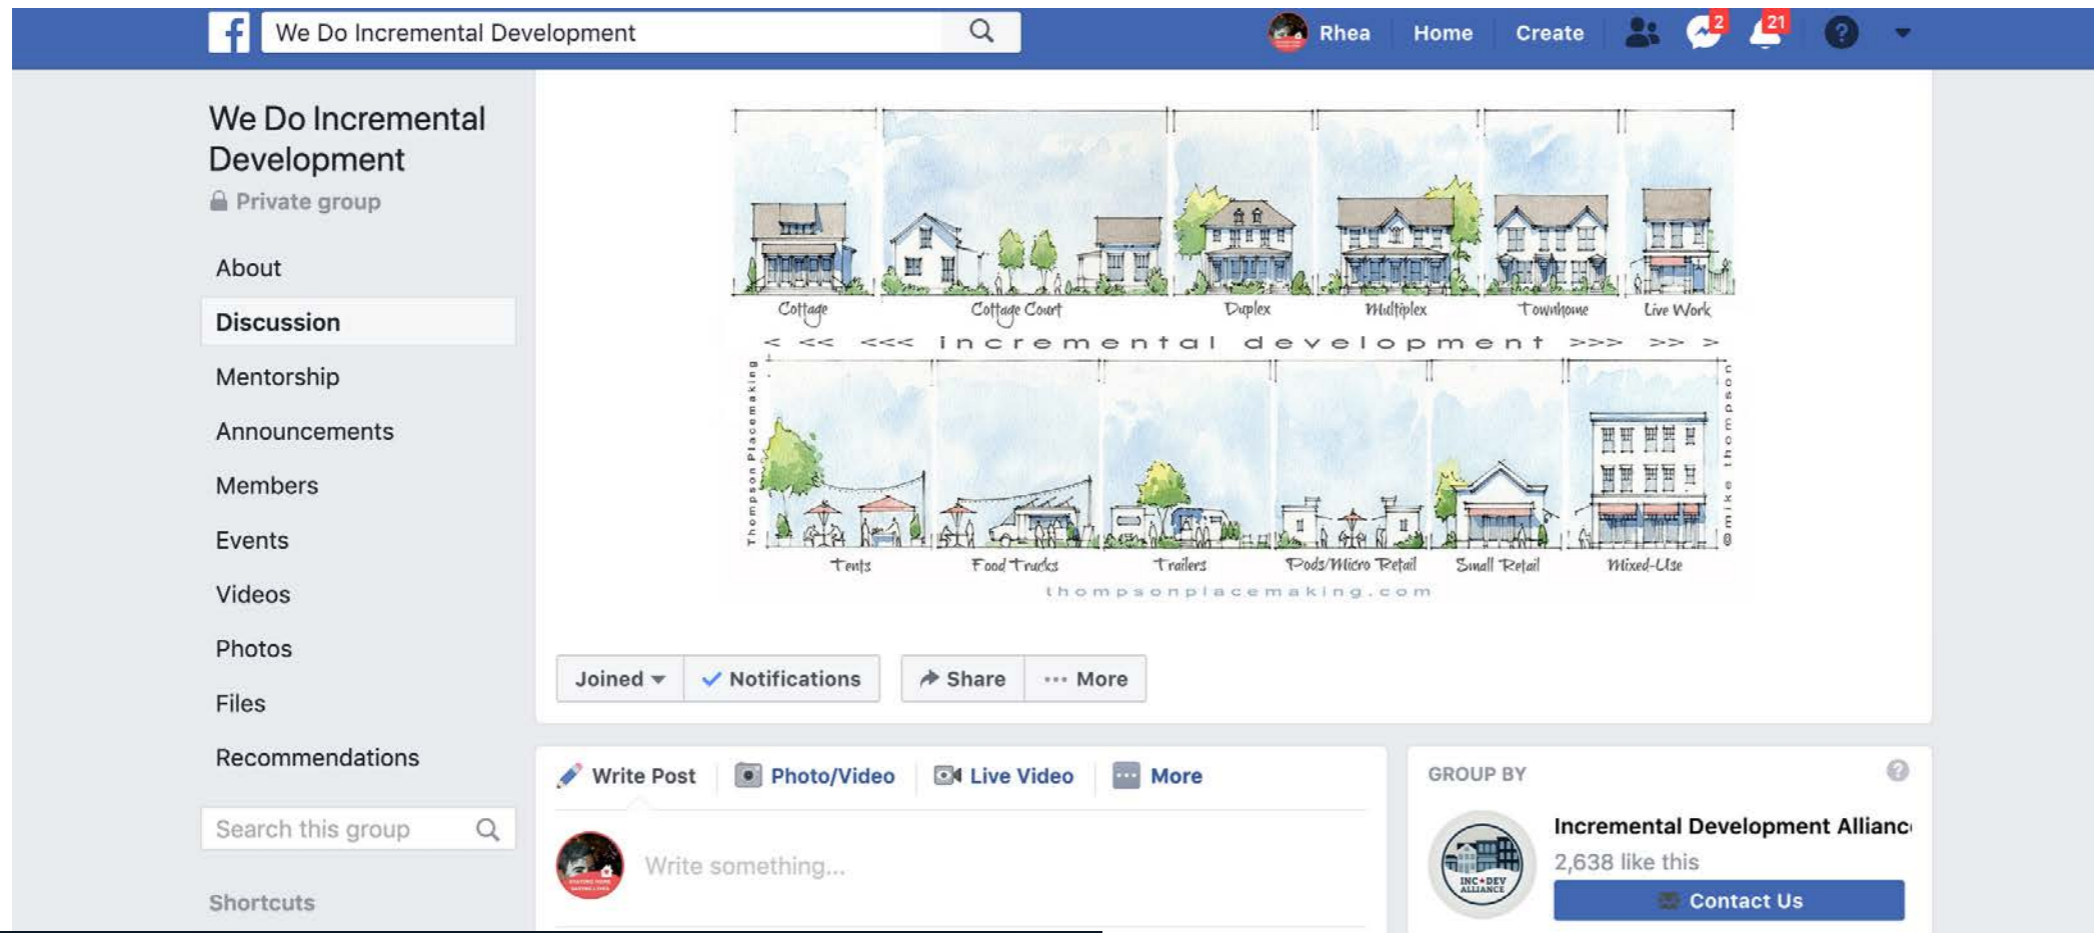 We Do Incremental Development
Rhea
Home
Create
2
21
We Do Incremental
Development
Private group
About
Discussion
Mentorship
Announcements
Members
Events
Videos
Photos
Files
Recommendations
Search this group
Shortcuts
Cottage
Cottage Court
Duplex
Multiplex
Townhome
Live Work
< << <<< incremental development >>> >> >
Thompson Placemaking
@mike thompson
Tents
Food Trucks
Trailers
Pods/Micro Retail
Small Retail
Mixed-Use
thompsonplacemaking.com
Joined
Notifications
Share
More
Write Post
Photo/Video
Live Video
More
Write something...
GROUP BY
Incremental Development Allianc
2,638 like this
INC★DEV
ALLIANCE
Contact Us